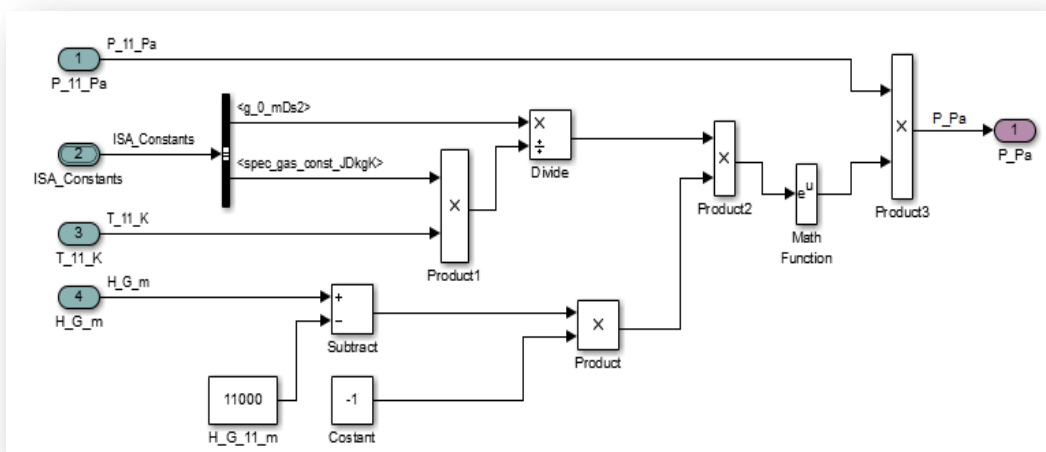 P_11_Pa
1
P_11_Pa
ISA_Constants
2
ISA_Constants
=
<g_0_mDs2>
<spec_gas_const_JDkgK>
T_11_K
3
T_11_K
H_G_m
4
H_G_m
×
Product1
×
÷
Divide
+
−
Subtract
11000
H_G_11_m
-1
Costant
×
Product
×
Product2
e^u
Math
Function
×
Product3
P_Pa
1
P_Pa